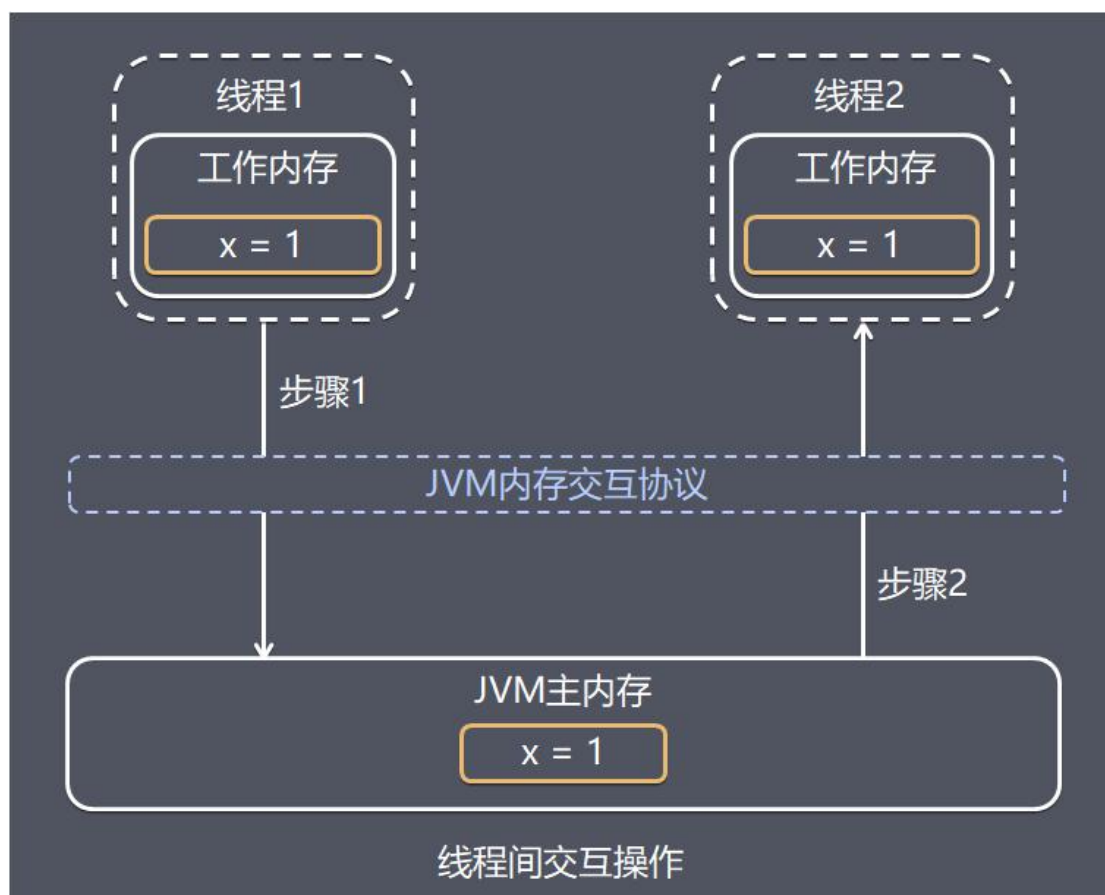 线程1
线程2
工作内存
工作内存
x = 1
x = 1
步骤1
JVM内存交互协议
步骤2
JVM主内存
x = 1
线程间交互操作